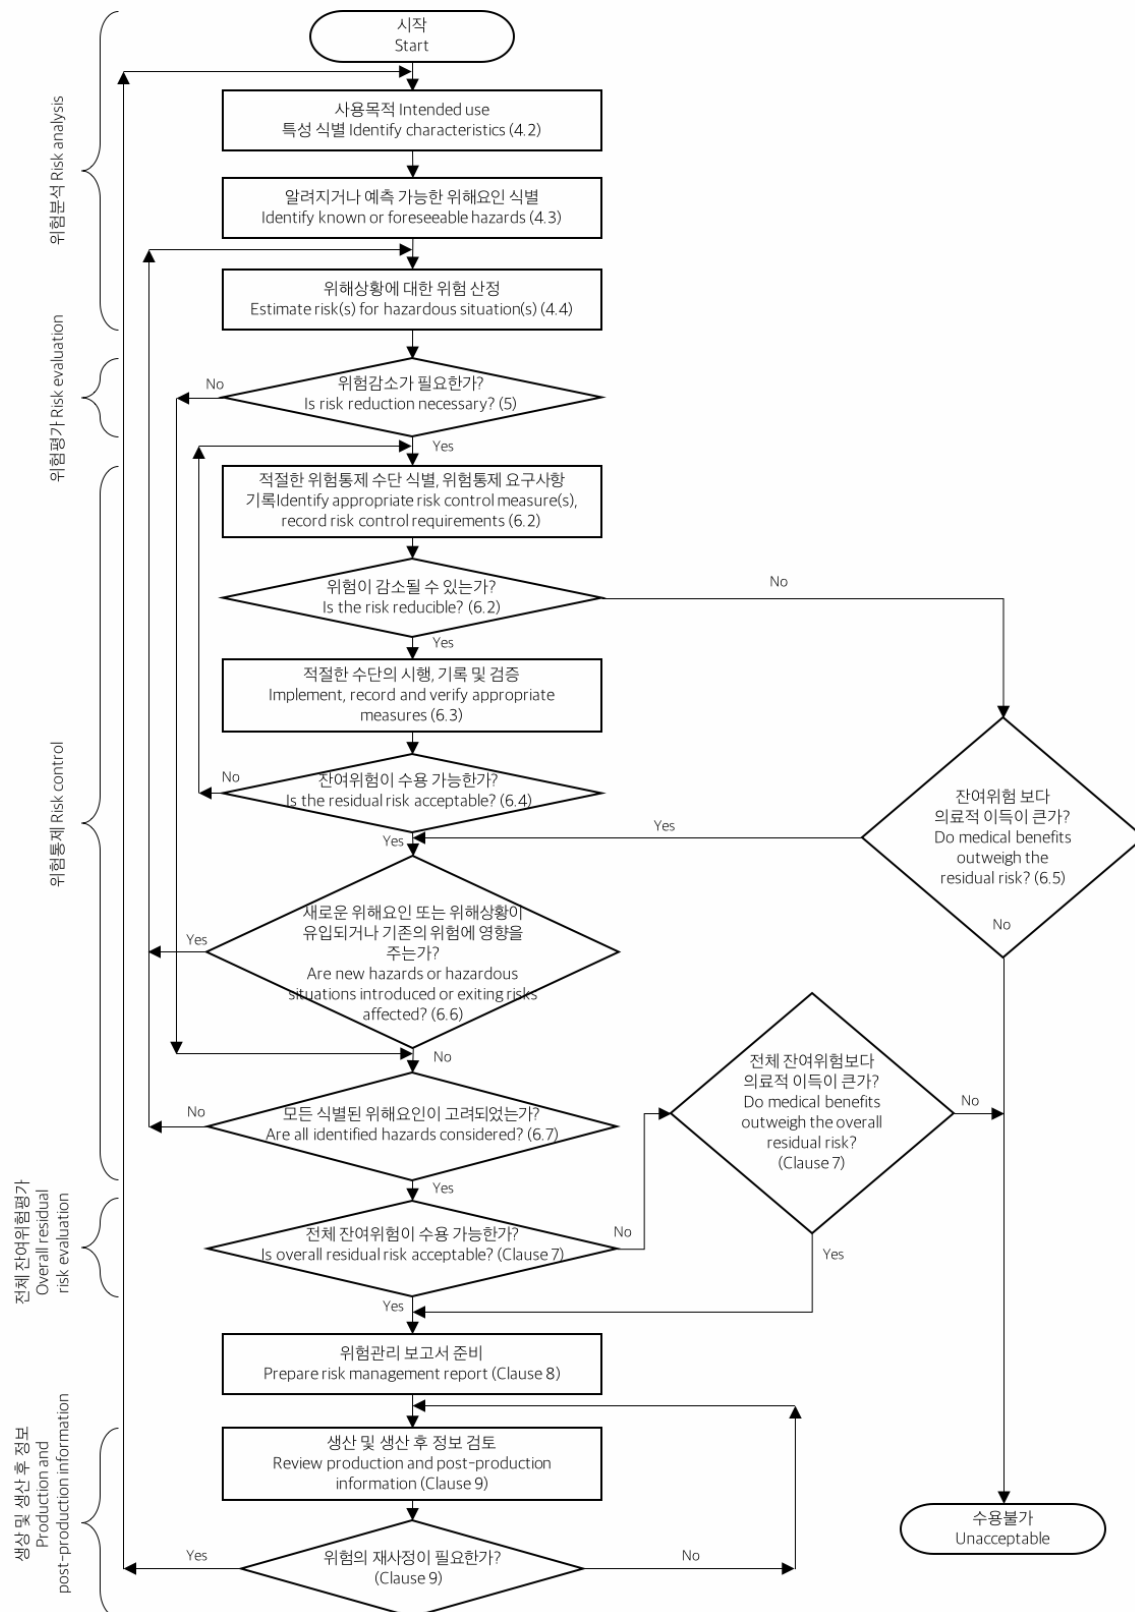 시작
Start
사용목적 Intended use
특성 식별 Identify characteristics (4.2)
알려지거나 예측 가능한 위해요인 식별
Identify known or foreseeable hazards (4.3)
위험분석 Risk analysis
위해상황에 대한 위험 산정
Estimate risk(s) for hazardous situation(s) (4.4)
위험평가 Risk evaluation
No
위험감소가 필요한가?
Is risk reduction necessary? (5)
Yes
적절한 위험통제 수단 식별, 위험통제 요구사항
기록Identify appropriate risk control measure(s),
record risk control requirements (6.2)
위험이 감소될 수 있는가?
Is the risk reducible? (6.2)
No
Yes
적절한 수단의 시행, 기록 및 검증
Implement, record and verify appropriate
measures (6.3)
위험통제 Risk control
No
잔여위험이 수용 가능한가?
Is the residual risk acceptable? (6.4)
Yes
Yes
잔여위험 보다
의료적 이득이 큰가?
Do medical benefits
outweigh the
residual risk? (6.5)
No
새로운 위해요인 또는 위해상황이
유입되거나 기존의 위험에 영향을
주는가?
Are new hazards or hazardous
situations introduced or exiting risks
affected? (6.6)
Yes
No
모든 식별된 위해요인이 고려되었는가?
Are all identified hazards considered? (6.7)
No
Yes
전체 잔여위험보다
의료적 이득이 큰가?
Do medical benefits
outweigh the overall
residual risk?
(Clause 7)
No
Yes
전체 잔여위험평가
Overall residual
risk evaluation
전체 잔여위험이 수용 가능한가?
Is overall residual risk acceptable? (Clause 7)
No
Yes
위험관리 보고서 준비
Prepare risk management report (Clause 8)
생상 및 생산 후 정보
Production and
post-production information
생산 및 생산 후 정보 검토
Review production and post-production
information (Clause 9)
위험의 재사정이 필요한가?
(Clause 9)
Yes
No
수용불가
Unacceptable